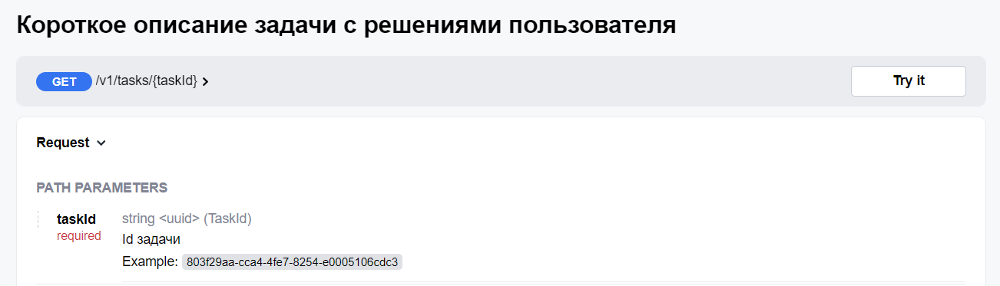 Короткое описание задачи с решениями пользователя
GET /v1/tasks/{taskId}
Try it
Request
PATH PARAMETERS
taskId string <uuid> (TaskId)
required
Id задачи
Example: 803f29aa-cca4-4fe7-8254-e0005106cdc3